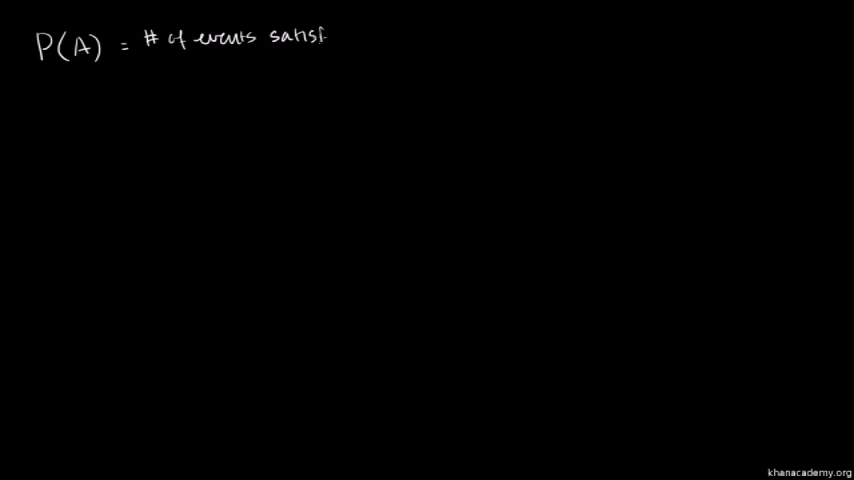 P(A) = # of events satisf
khanacademy.org